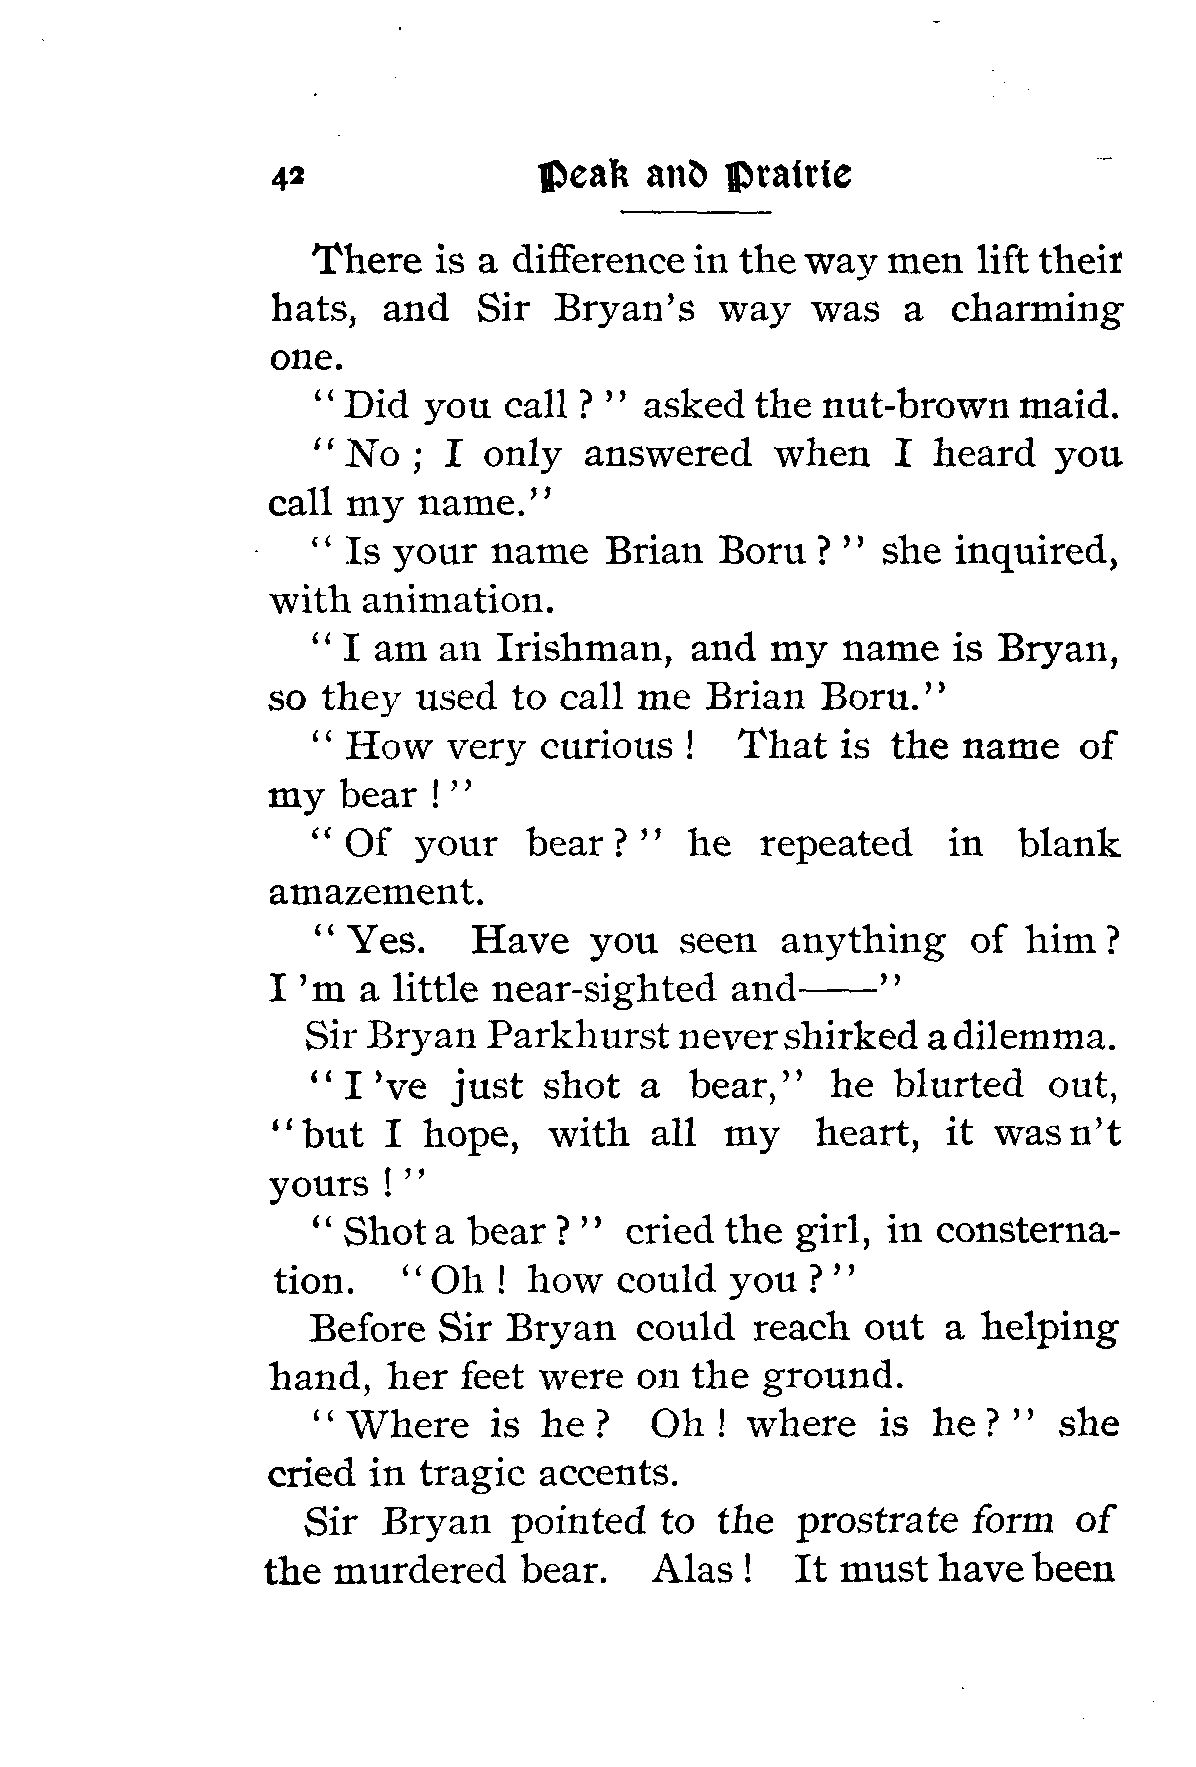 42 Peak and Prairie
There is a difference in the way men lift their
hats, and Sir Bryan's way was a charming
one.
"Did you call?" asked the nut-brown maid.
"No; I only answered when I heard you
call my name."
"Is your name Brian Boru?" she inquired,
with animation.
"I am an Irishman, and my name is Bryan,
so they used to call me Brian Boru."
"How very curious! That is the name of
my bear!"
"Of your bear?" he repeated in blank
amazement.
"Yes. Have you seen anything of him?
I'm a little near-sighted and——"
Sir Bryan Parkhurst never shirked a dilemma.
"I've just shot a bear," he blurted out,
"but I hope, with all my heart, it was n't
yours!"
"Shot a bear?" cried the girl, in consterna-
tion. "Oh! how could you?"
Before Sir Bryan could reach out a helping
hand, her feet were on the ground.
"Where is he? Oh! where is he?" she
cried in tragic accents.
Sir Bryan pointed to the prostrate form of
the murdered bear. Alas! It must have been